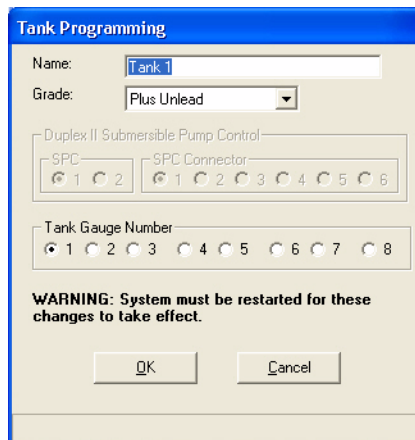 Tank Programming
Name: Tank 1
Grade: Plus Unlead
Duplex II Submersible Pump Control
SPC SPC Connector
1 2 1 2 3 4 5 6
Tank Gauge Number
1 2 3 4 5 6 7 8
WARNING: System must be restarted for these
changes to take effect.
OK Cancel